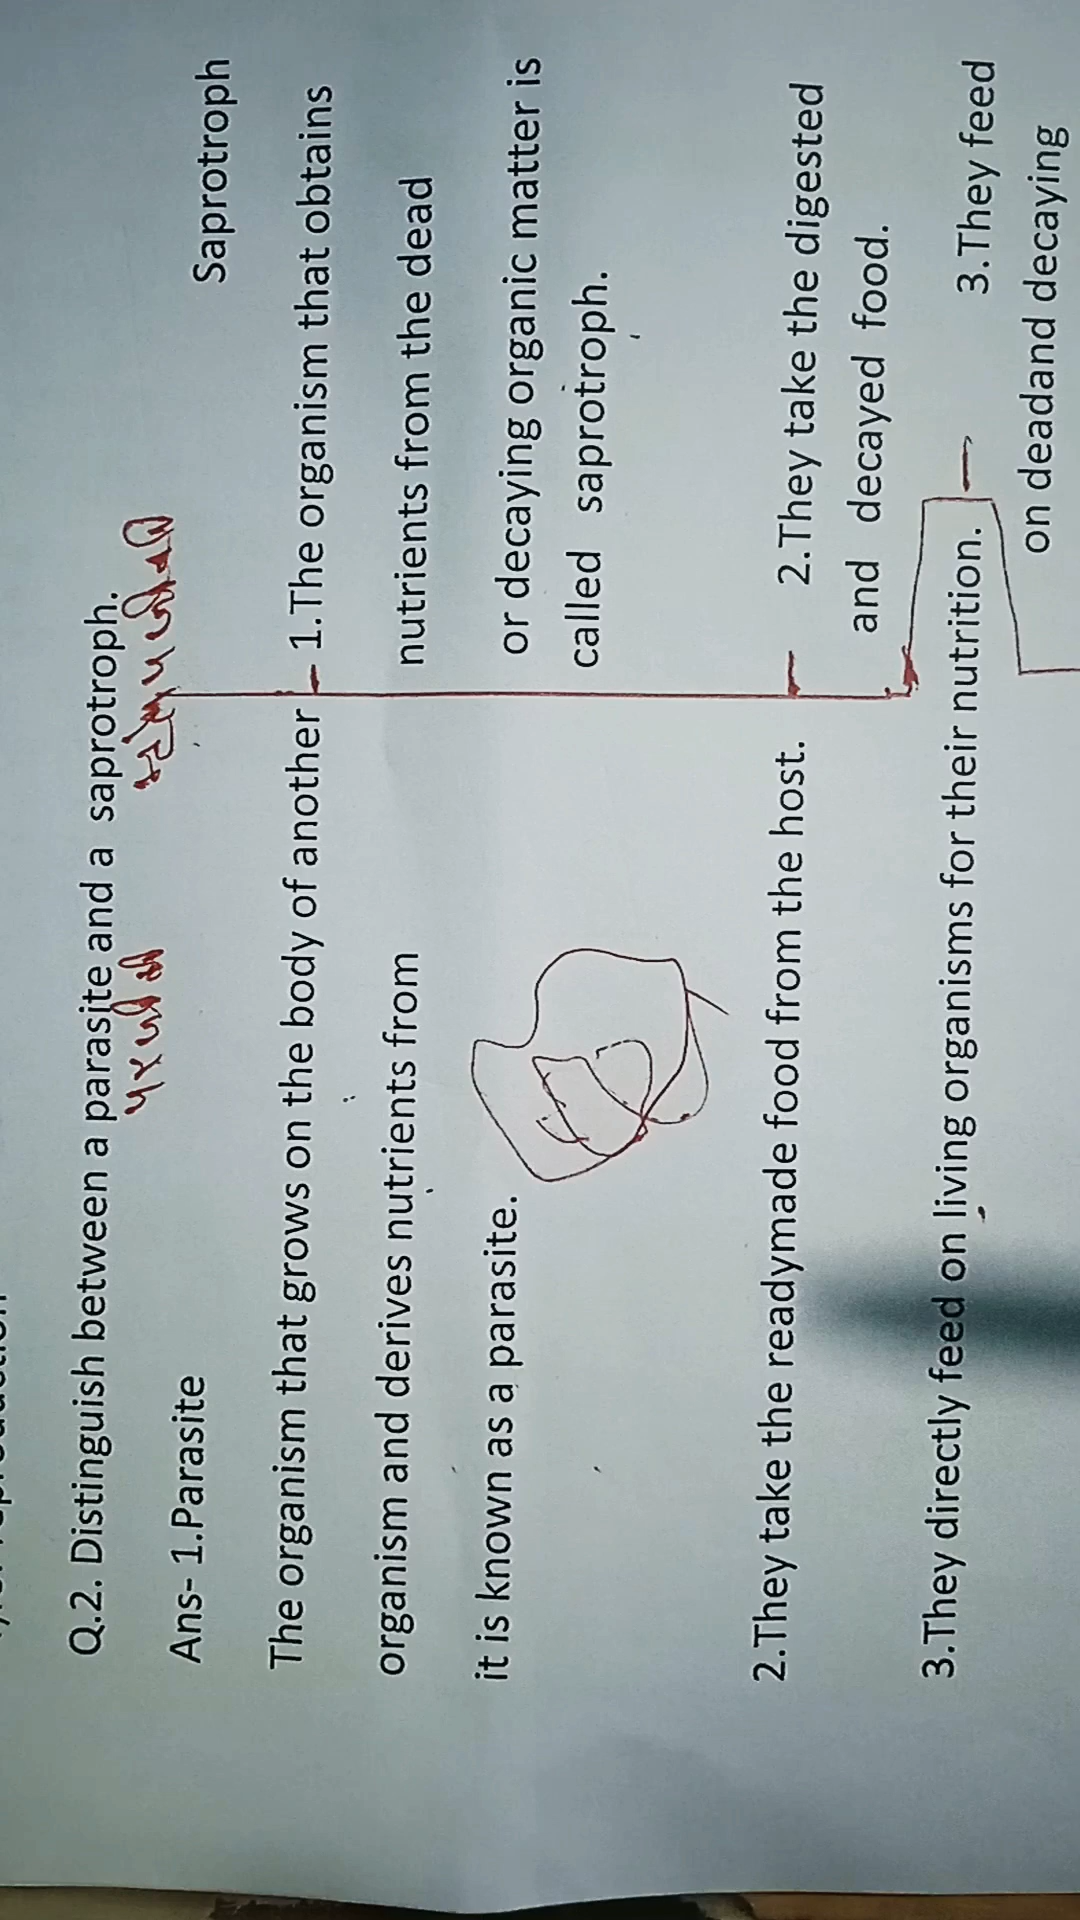 Q.2. Distinguish between a parasite and a saprotroph.
Ans- 1.Parasite Saprotroph
The organism that grows on the body of another 1.The organism that obtains
organism and derives nutrients from nutrients from the dead
it is known as a parasite. or decaying organic matter is
called saprotroph.
2.They take the readymade food from the host. 2.They take the digested
and decayed food.
3.They directly feed on living organisms for their nutrition. 3.They feed
on deadand decaying